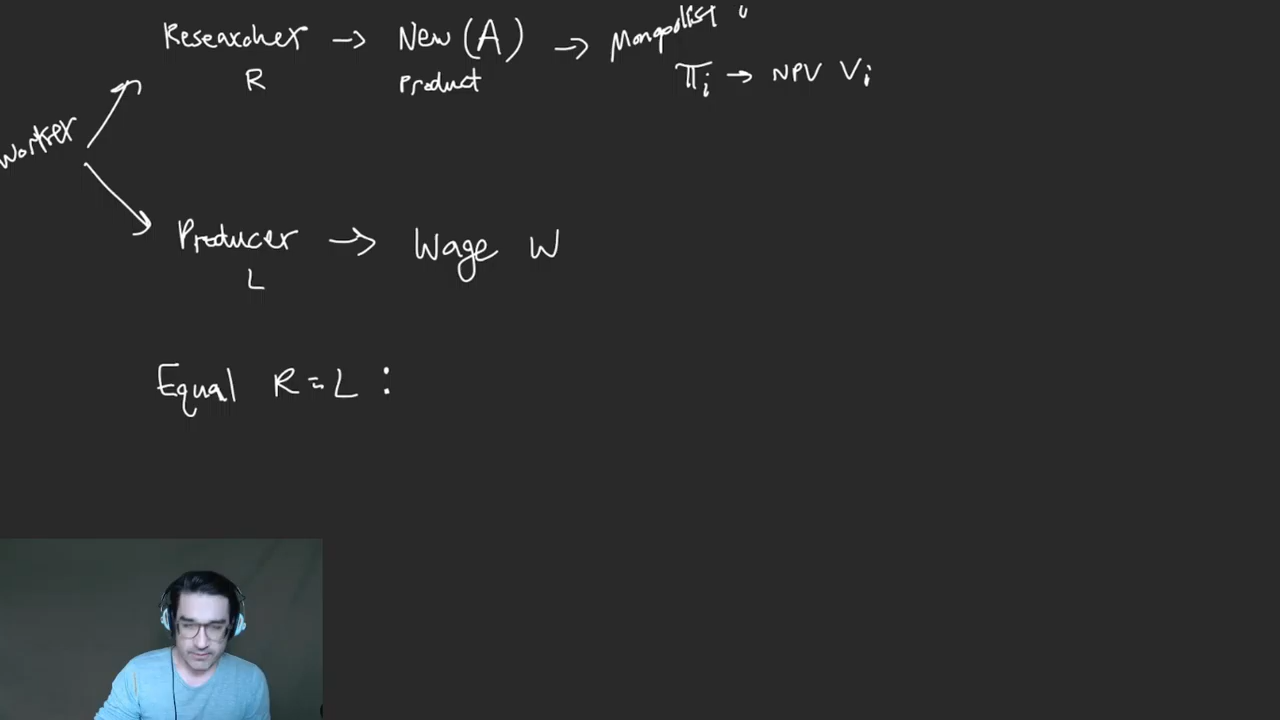 Researcher → New (A) → Monopolist
R Product πi → NPV Vi
Worker
Producer → Wage W
L
Equal R = L :